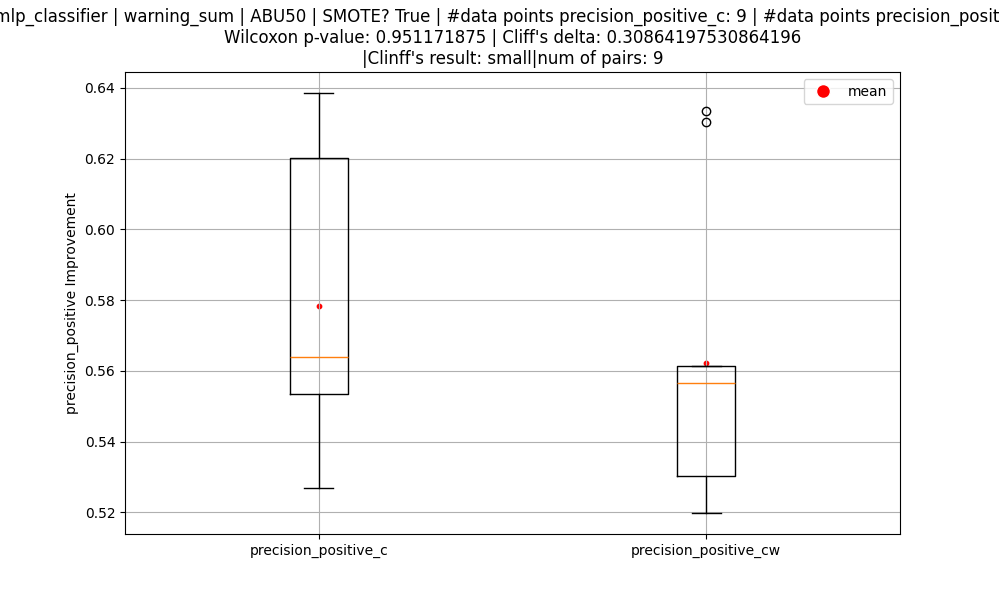 mlp_classifier | warning_sum | ABU50 | SMOTE? True | #data points precision_positive_c: 9 | #data points precision_posit
Wilcoxon p-value: 0.951171875 | Cliff's delta: 0.30864197530864196
|Clinff's result: small|num of pairs: 9
mean
0.64
0.62
0.60
0.58
0.56
0.54
0.52
precision_positive Improvement
precision_positive_c
precision_positive_cw